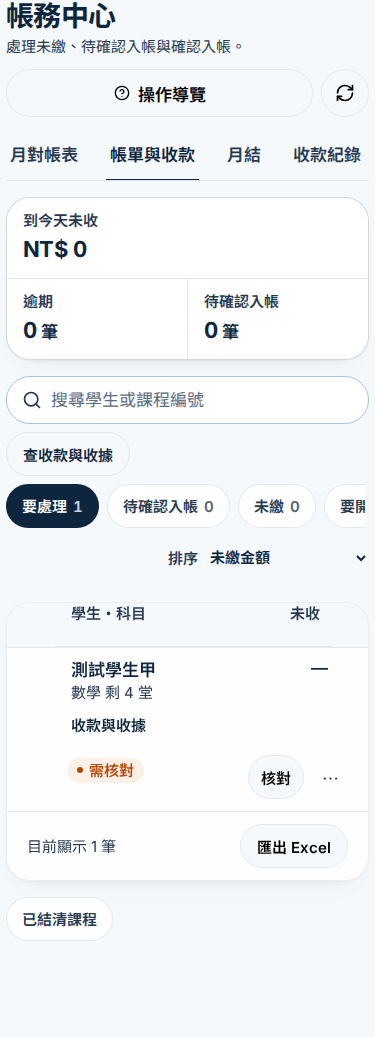 帳務中心
處理未繳、待確認入帳與確認入帳。
操作導覽
月對帳表 帳單與收款 月結 收款紀錄
到今天未收
NT$ 0
逾期 待確認入帳
0 筆 0 筆
搜尋學生或課程編號
查收款與收據
要處理 1 待確認入帳 0 未繳 0 要開
排序 未繳金額
學生・科目 未收
測試學生甲 —
數學 剩 4 堂
收款與收據
需核對 核對 …
目前顯示 1 筆 匯出 Excel
已結清課程